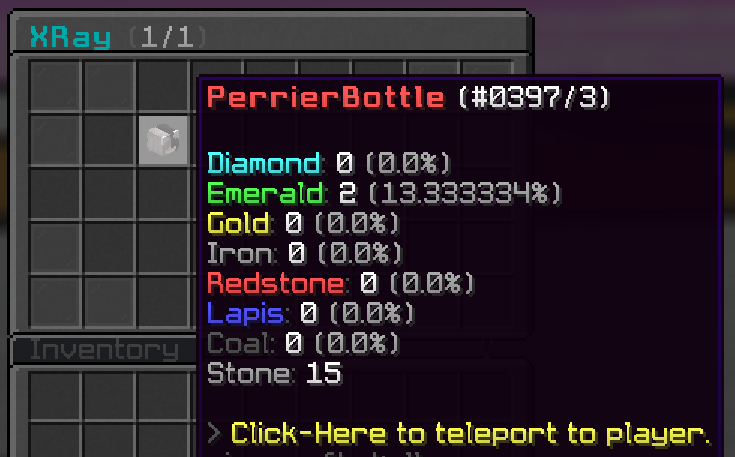 XRay (1/1)
PerrierBottle (#0397/3)
Diamond: 0 (0.0%)
Emerald: 2 (13.333334%)
Gold: 0 (0.0%)
Iron: 0 (0.0%)
Redstone: 0 (0.0%)
Lapis: 0 (0.0%)
Coal: 0 (0.0%)
Stone: 15
> Click-Here to teleport to player.
Inventory